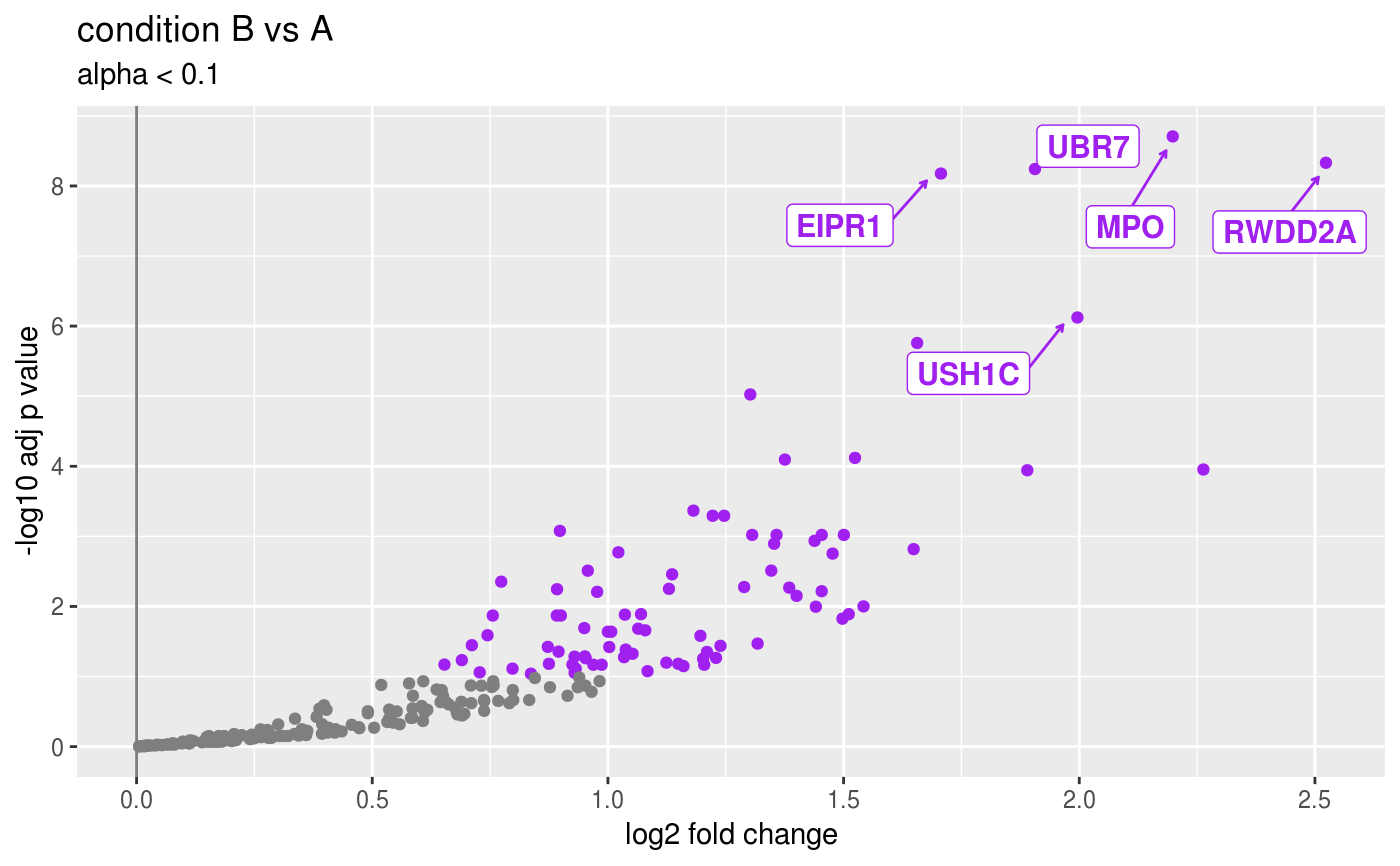 condition B vs A
alpha < 0.1
-log10 adj p value
8
6
4
2
0
UBR7
EIPR1
MPO
RWDD2A
USH1C
0.0
0.5
1.0
1.5
2.0
2.5
log2 fold change